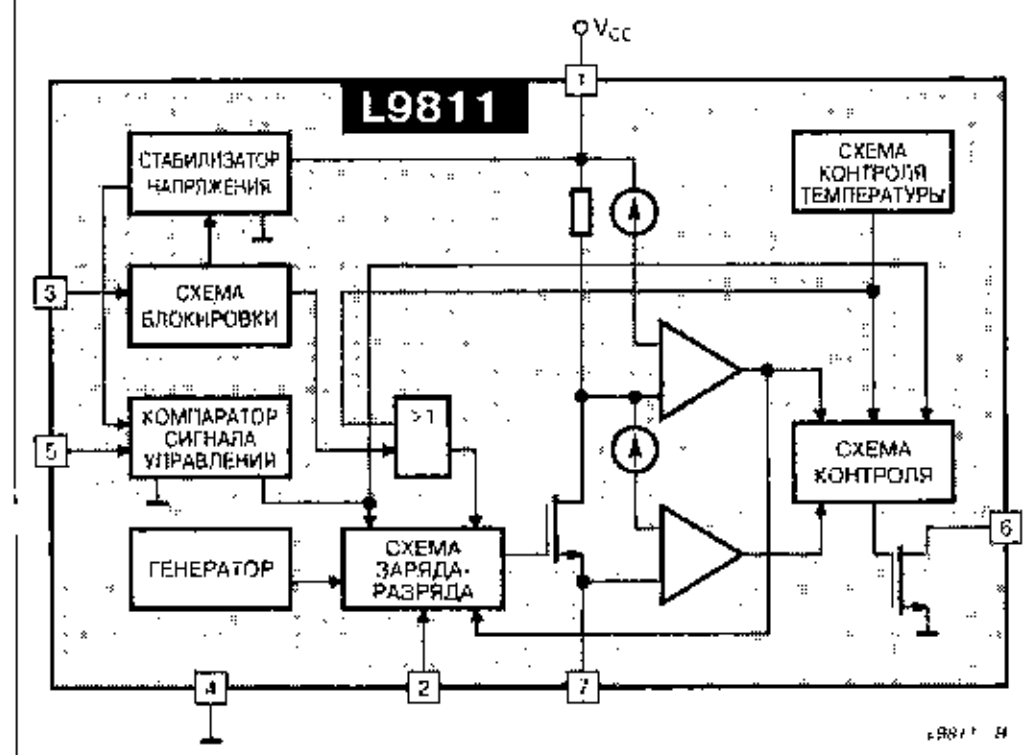 VCC
1
L9811
СТАБИЛИЗАТОР
НАПРЯЖЕНИЯ
СХЕМА
КОНТРОЛЯ
ТЕМПЕРАТУРЫ
3
СХЕМА
БЛОКИРОВКИ
КОМПАРАТОР
СИГНАЛА
УПРАВЛЕНИЯ
5
>1
СХЕМА
КОНТРОЛЯ
6
ГЕНЕРАТОР
СХЕМА
ЗАРЯДА-
РАЗРЯДА
4
2
7